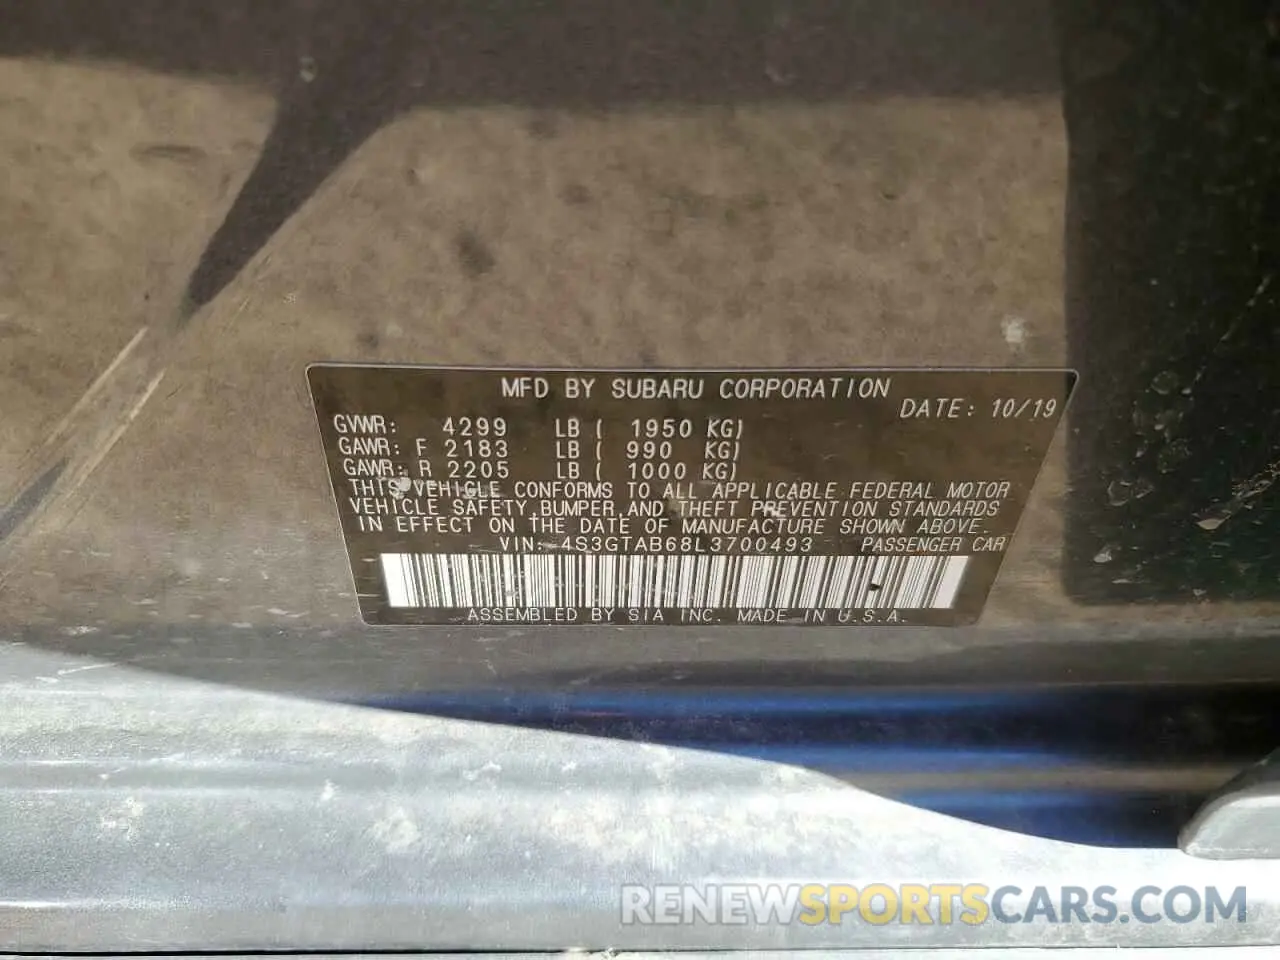 MFD BY SUBARU CORPORATION
DATE: 10/19
GVWR: 4299 LB ( 1950 KG)
GAWR: F 2183 LB ( 990 KG)
GAWR: R 2205 LB ( 1000 KG)
THIS VEHICLE CONFORMS TO ALL APPLICABLE FEDERAL MOTOR
VEHICLE SAFETY, BUMPER, AND THEFT PREVENTION STANDARDS
IN EFFECT ON THE DATE OF MANUFACTURE SHOWN ABOVE.
VIN: 4S3GTAB68L3700493 PASSENGER CAR
ASSEMBLED BY SIA INC. MADE IN U.S.A.
RENEWSPORTSCARS.COM